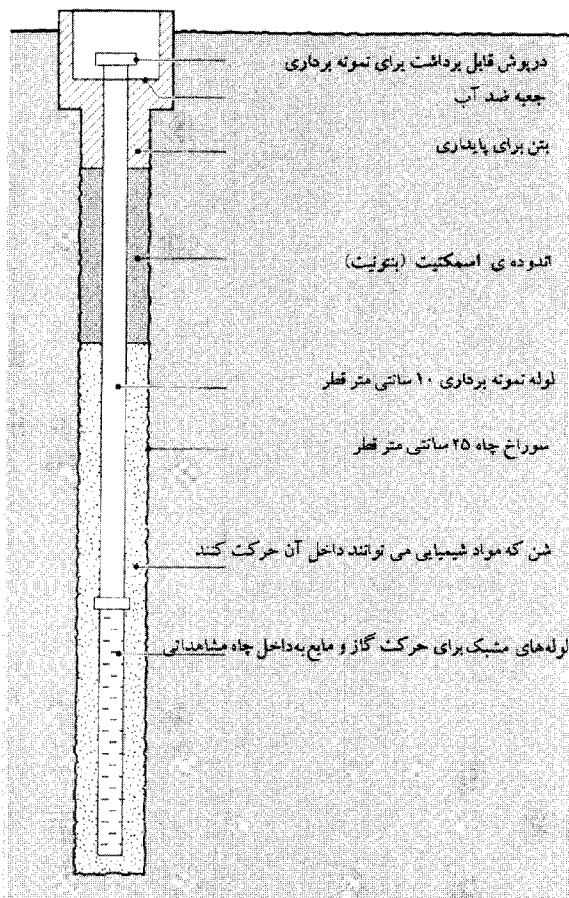 درپوش قابل برداشت برای نمونه برداری
جعبه ضد آب
بتن برای پایداری
اندوده ی اسمکتیت (بنتونیت)
لوله نمونه برداری ۱۰ سانتی متر قطر
سوراخ چاه ۲۵ سانتی متر قطر
شن که مواد شیمیایی می توانند داخل آن حرکت کنند
لوله‌های مشبک برای حرکت گاز و مایع به‌داخل چاه مشاهداتی